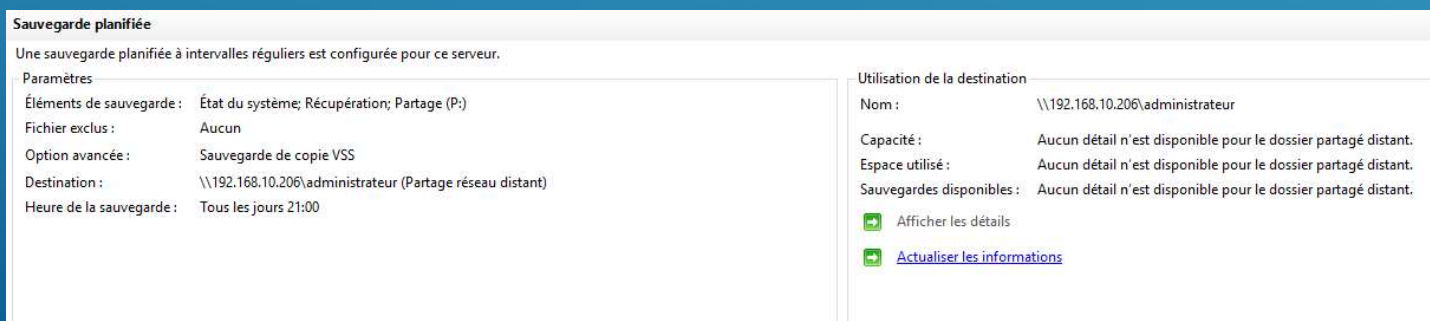 Sauvegarde planifiée
Une sauvegarde planifiée à intervalles réguliers est configurée pour ce serveur.
Paramètres
Éléments de sauvegarde : État du système; Récupération; Partage (P:)
Fichier exclus : Aucun
Option avancée : Sauvegarde de copie VSS
Destination : \\192.168.10.206\administrateur (Partage réseau distant)
Heure de la sauvegarde : Tous les jours 21:00
Utilisation de la destination
Nom : \\192.168.10.206\administrateur
Capacité : Aucun détail n'est disponible pour le dossier partagé distant.
Espace utilisé : Aucun détail n'est disponible pour le dossier partagé distant.
Sauvegardes disponibles : Aucun détail n'est disponible pour le dossier partagé distant.
Afficher les détails
Actualiser les informations